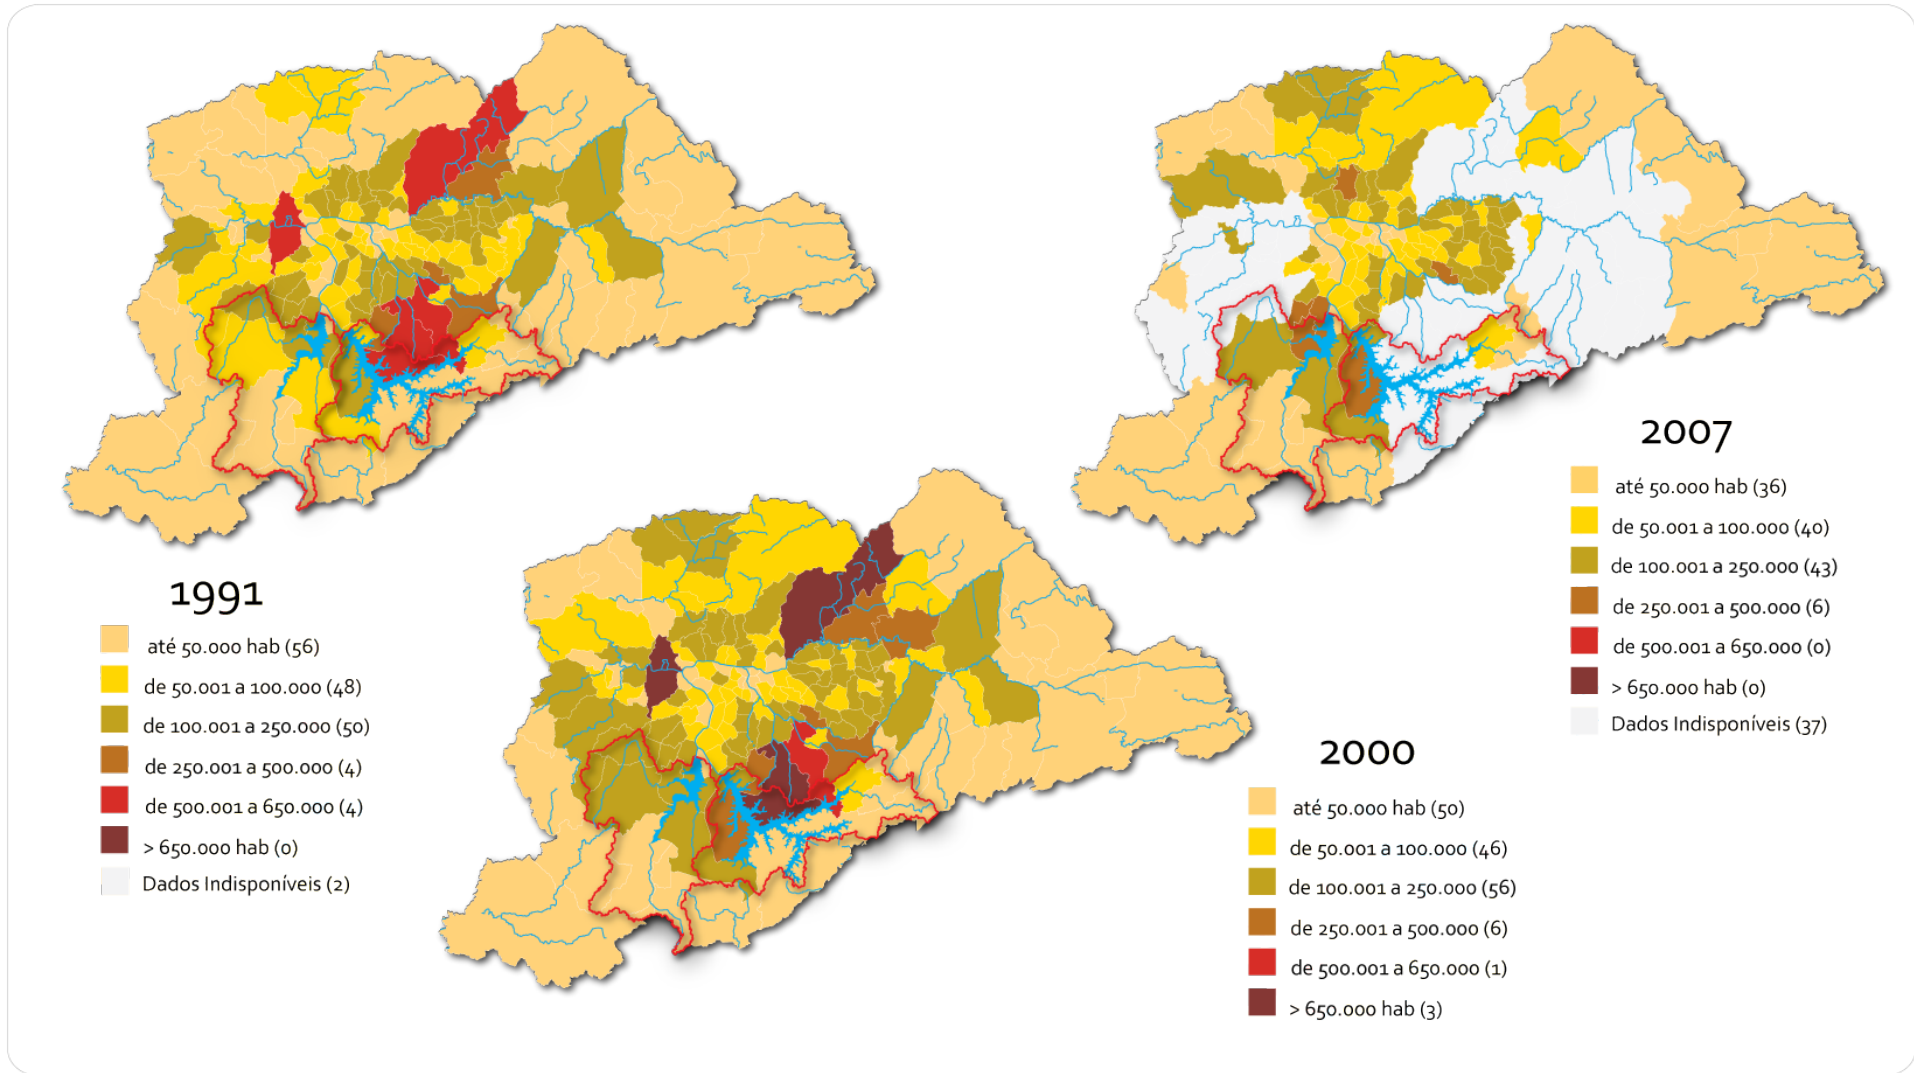 1991
até 50.000 hab (56)
de 50.001 a 100.000 (48)
de 100.001 a 250.000 (50)
de 250.001 a 500.000 (4)
de 500.001 a 650.000 (4)
> 650.000 hab (0)
Dados Indisponíveis (2)
2000
até 50.000 hab (50)
de 50.001 a 100.000 (46)
de 100.001 a 250.000 (56)
de 250.001 a 500.000 (6)
de 500.001 a 650.000 (1)
> 650.000 hab (3)
2007
até 50.000 hab (36)
de 50.001 a 100.000 (40)
de 100.001 a 250.000 (43)
de 250.001 a 500.000 (6)
de 500.001 a 650.000 (0)
> 650.000 hab (0)
Dados Indisponíveis (37)